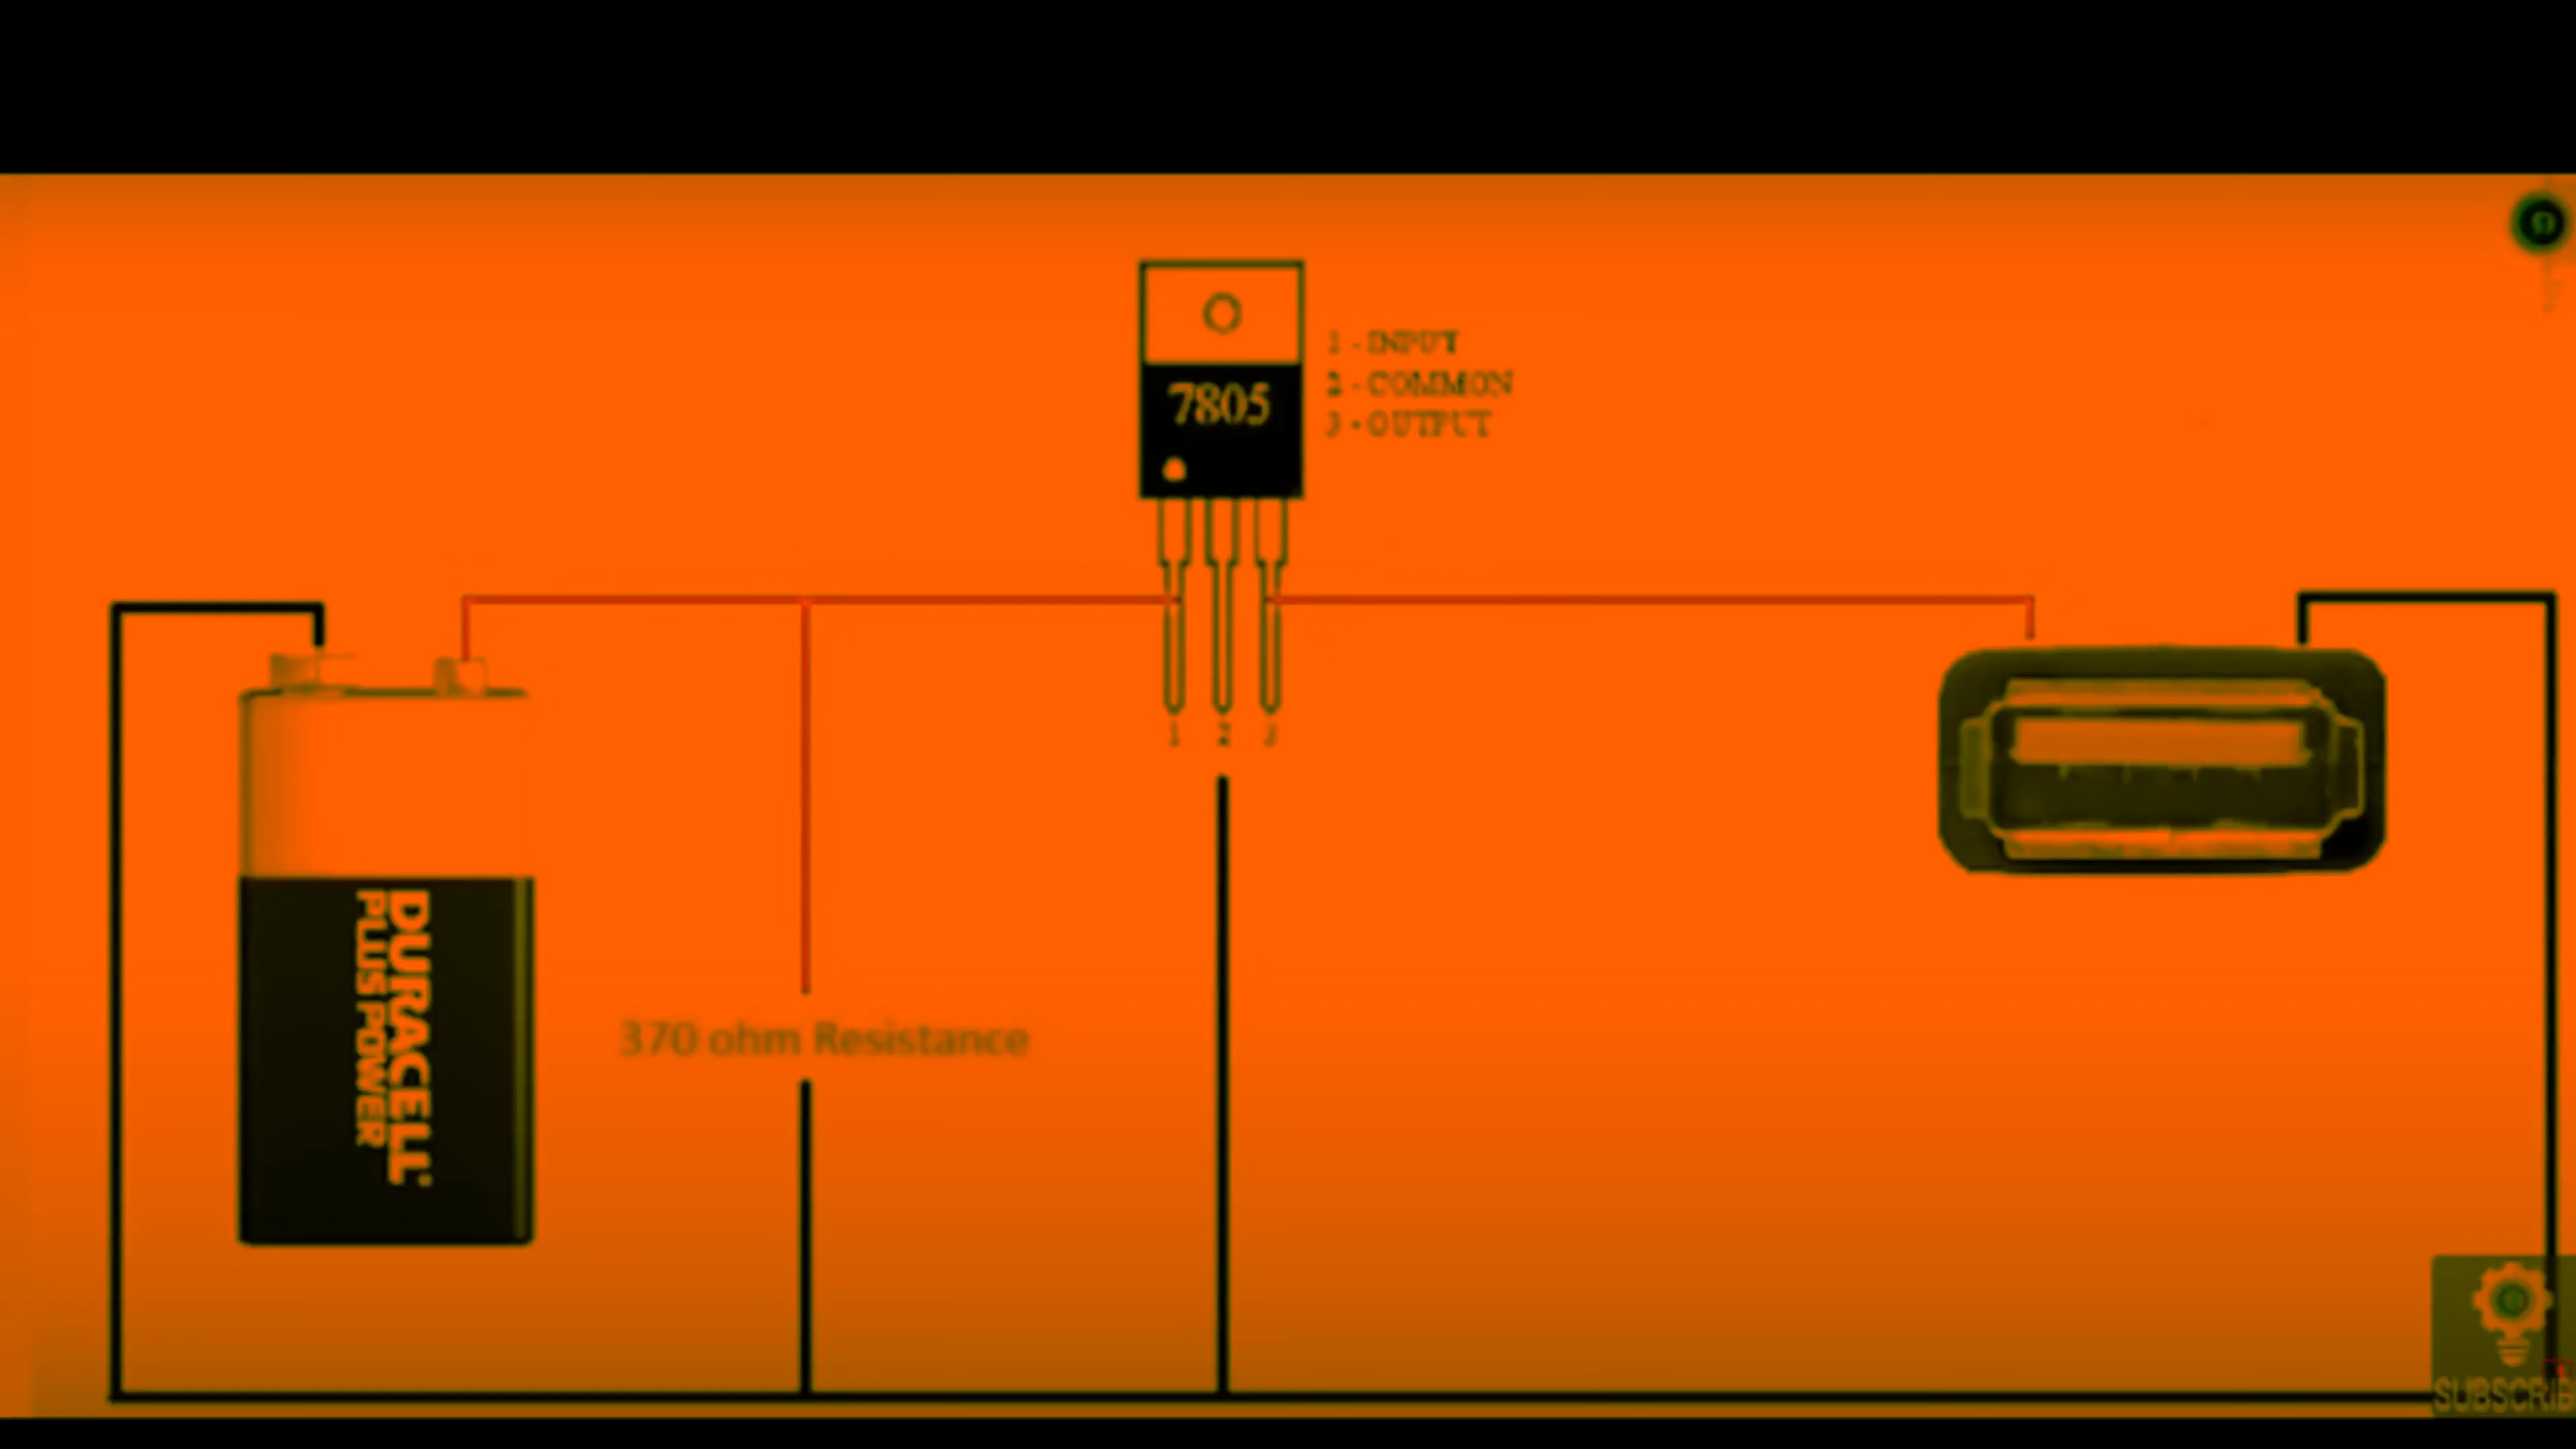 1 - INPUT
2 - COMMON
3 - OUTPUT
7805
1 2 3
DURACELL
PLUS POWER
370 ohm Resistance
SUBSCRIB